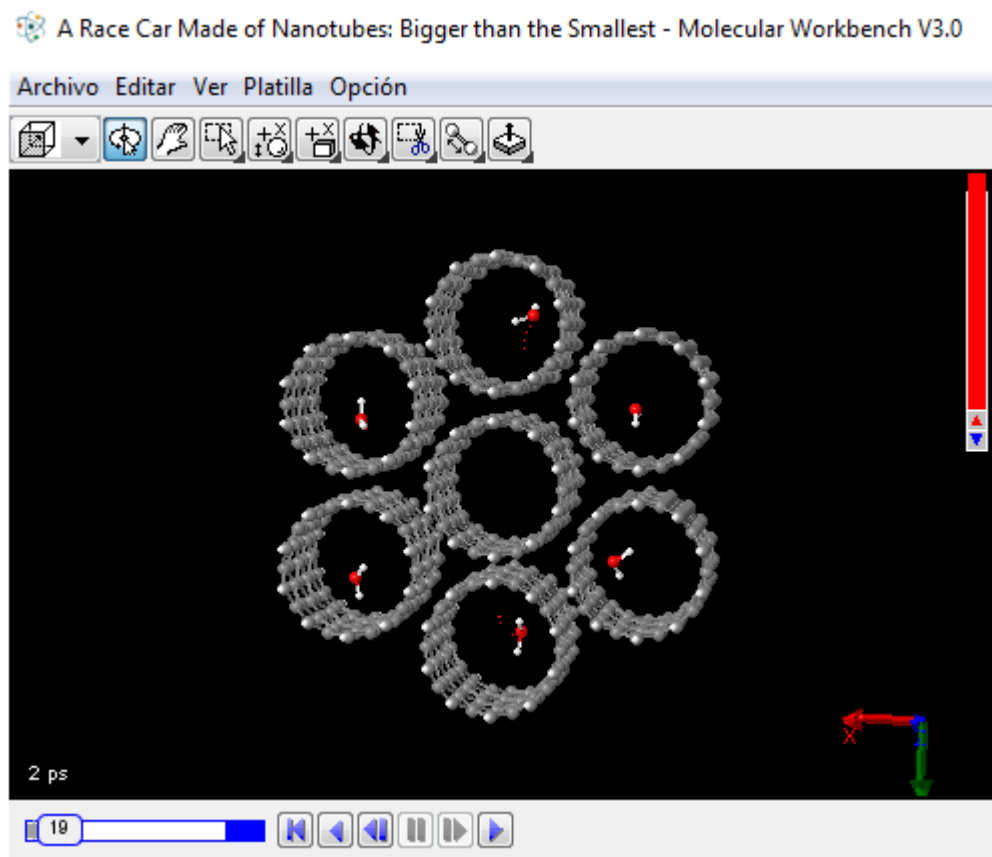 A Race Car Made of Nanotubes: Bigger than the Smallest - Molecular Workbench V3.0
Archivo Editar Ver Platilla Opción
X
2 ps
19